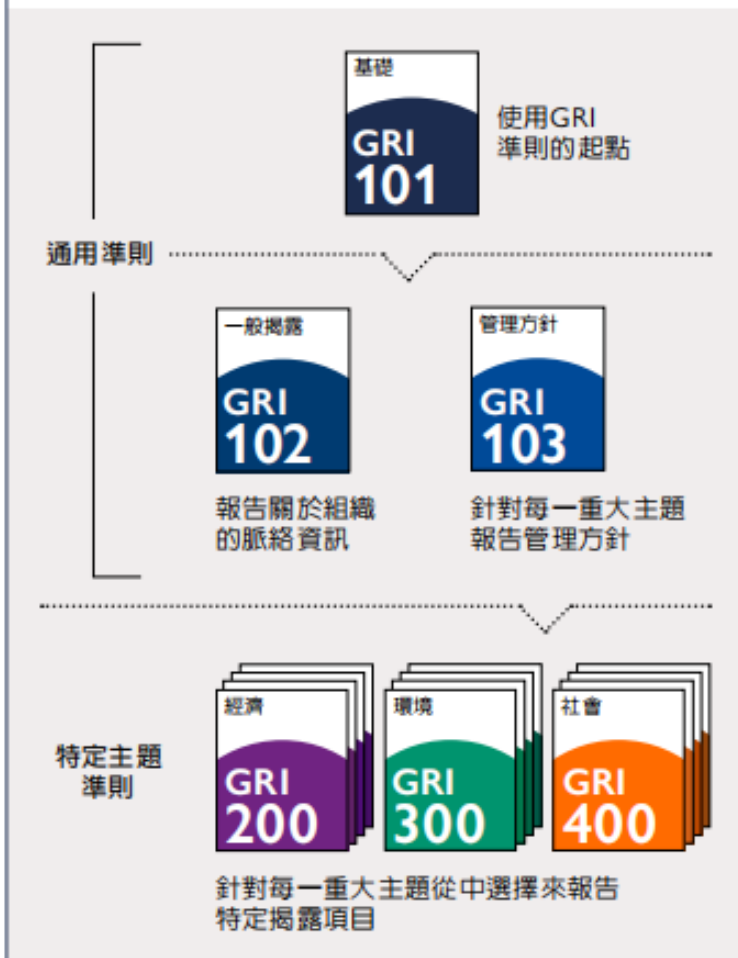 基礎
GRI
101
使用GRI
準則的起點
通用準則
一般揭露
GRI
102
管理方針
GRI
103
報告關於組織
的脈絡資訊
針對每一重大主題
報告管理方針
特定主題
準則
經濟
GRI
200
環境
GRI
300
社會
GRI
400
針對每一重大主題從中選擇來報告
特定揭露項目